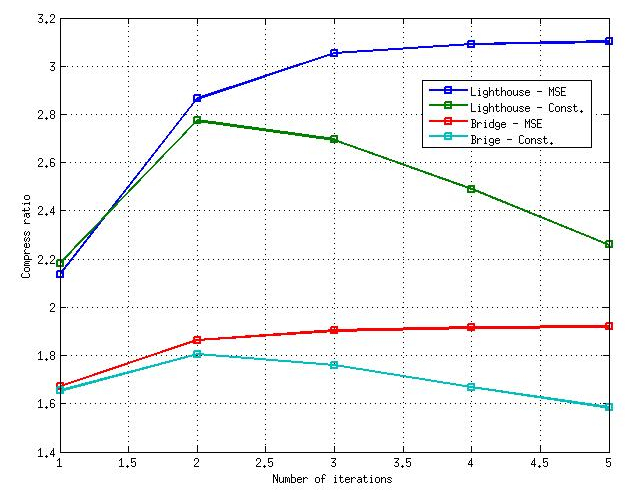 3.2
3
2.8
2.6
2.4
2.2
2
1.8
1.6
1.4
Compress ratio
Lighthouse - MSE
Lighthouse - Const.
Bridge - MSE
Brige - Const.
1 1.5 2 2.5 3 3.5 4 4.5 5
Number of iterations